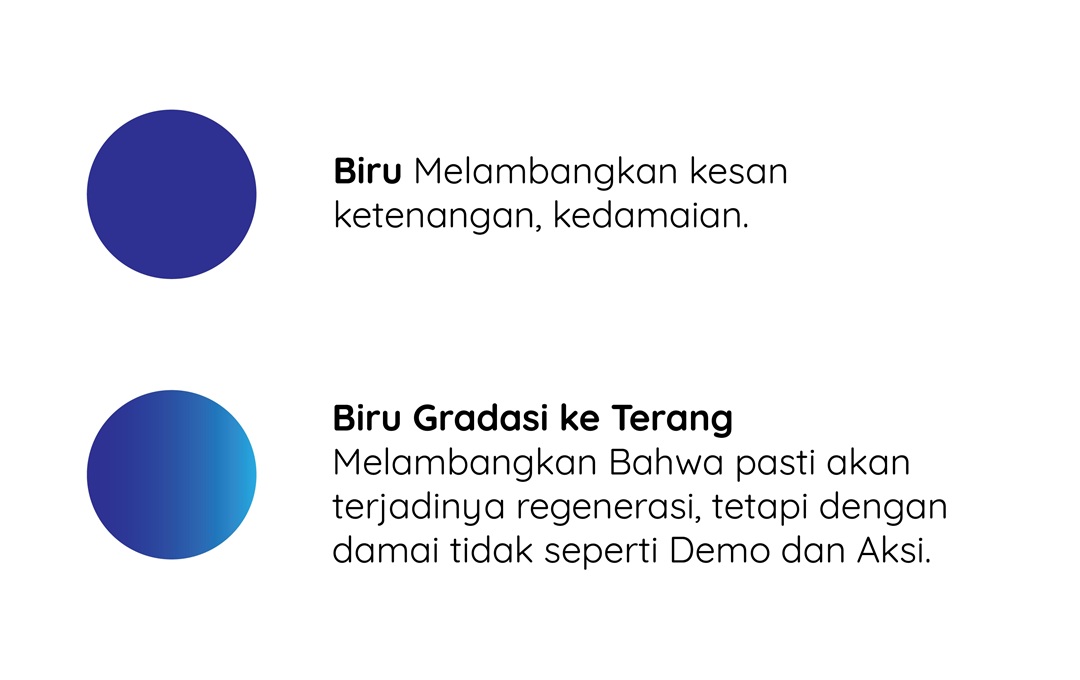 Biru Melambangkan kesan
ketenangan, kedamaian.
Biru Gradasi ke Terang
Melambangkan Bahwa pasti akan
terjadinya regenerasi, tetapi dengan
damai tidak seperti Demo dan Aksi.